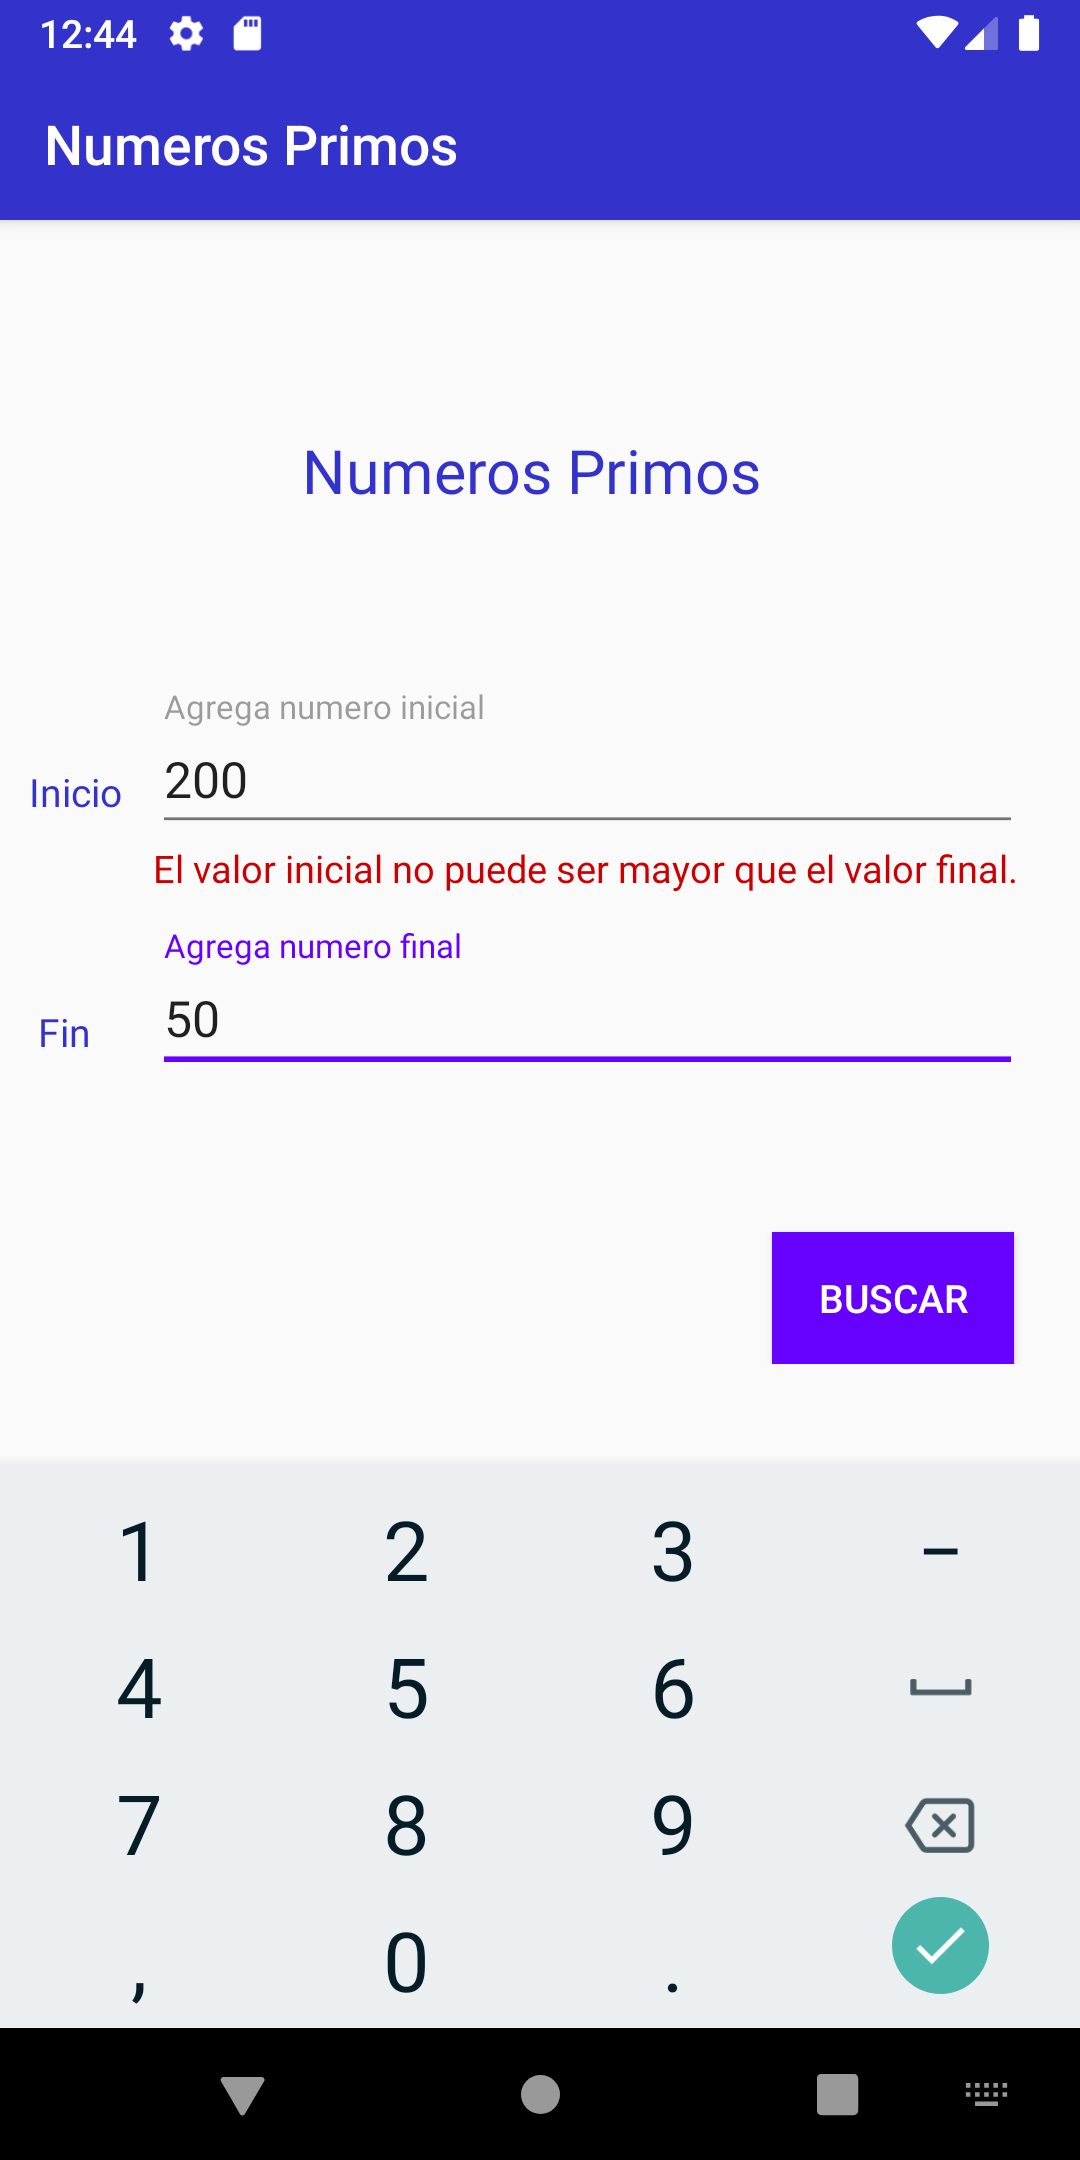 12:44
Numeros Primos
Numeros Primos
Agrega numero inicial
Inicio 200
El valor inicial no puede ser mayor que el valor final.
Agrega numero final
Fin 50
BUSCAR
1 2 3 –
4 5 6
7 8 9
, 0 .